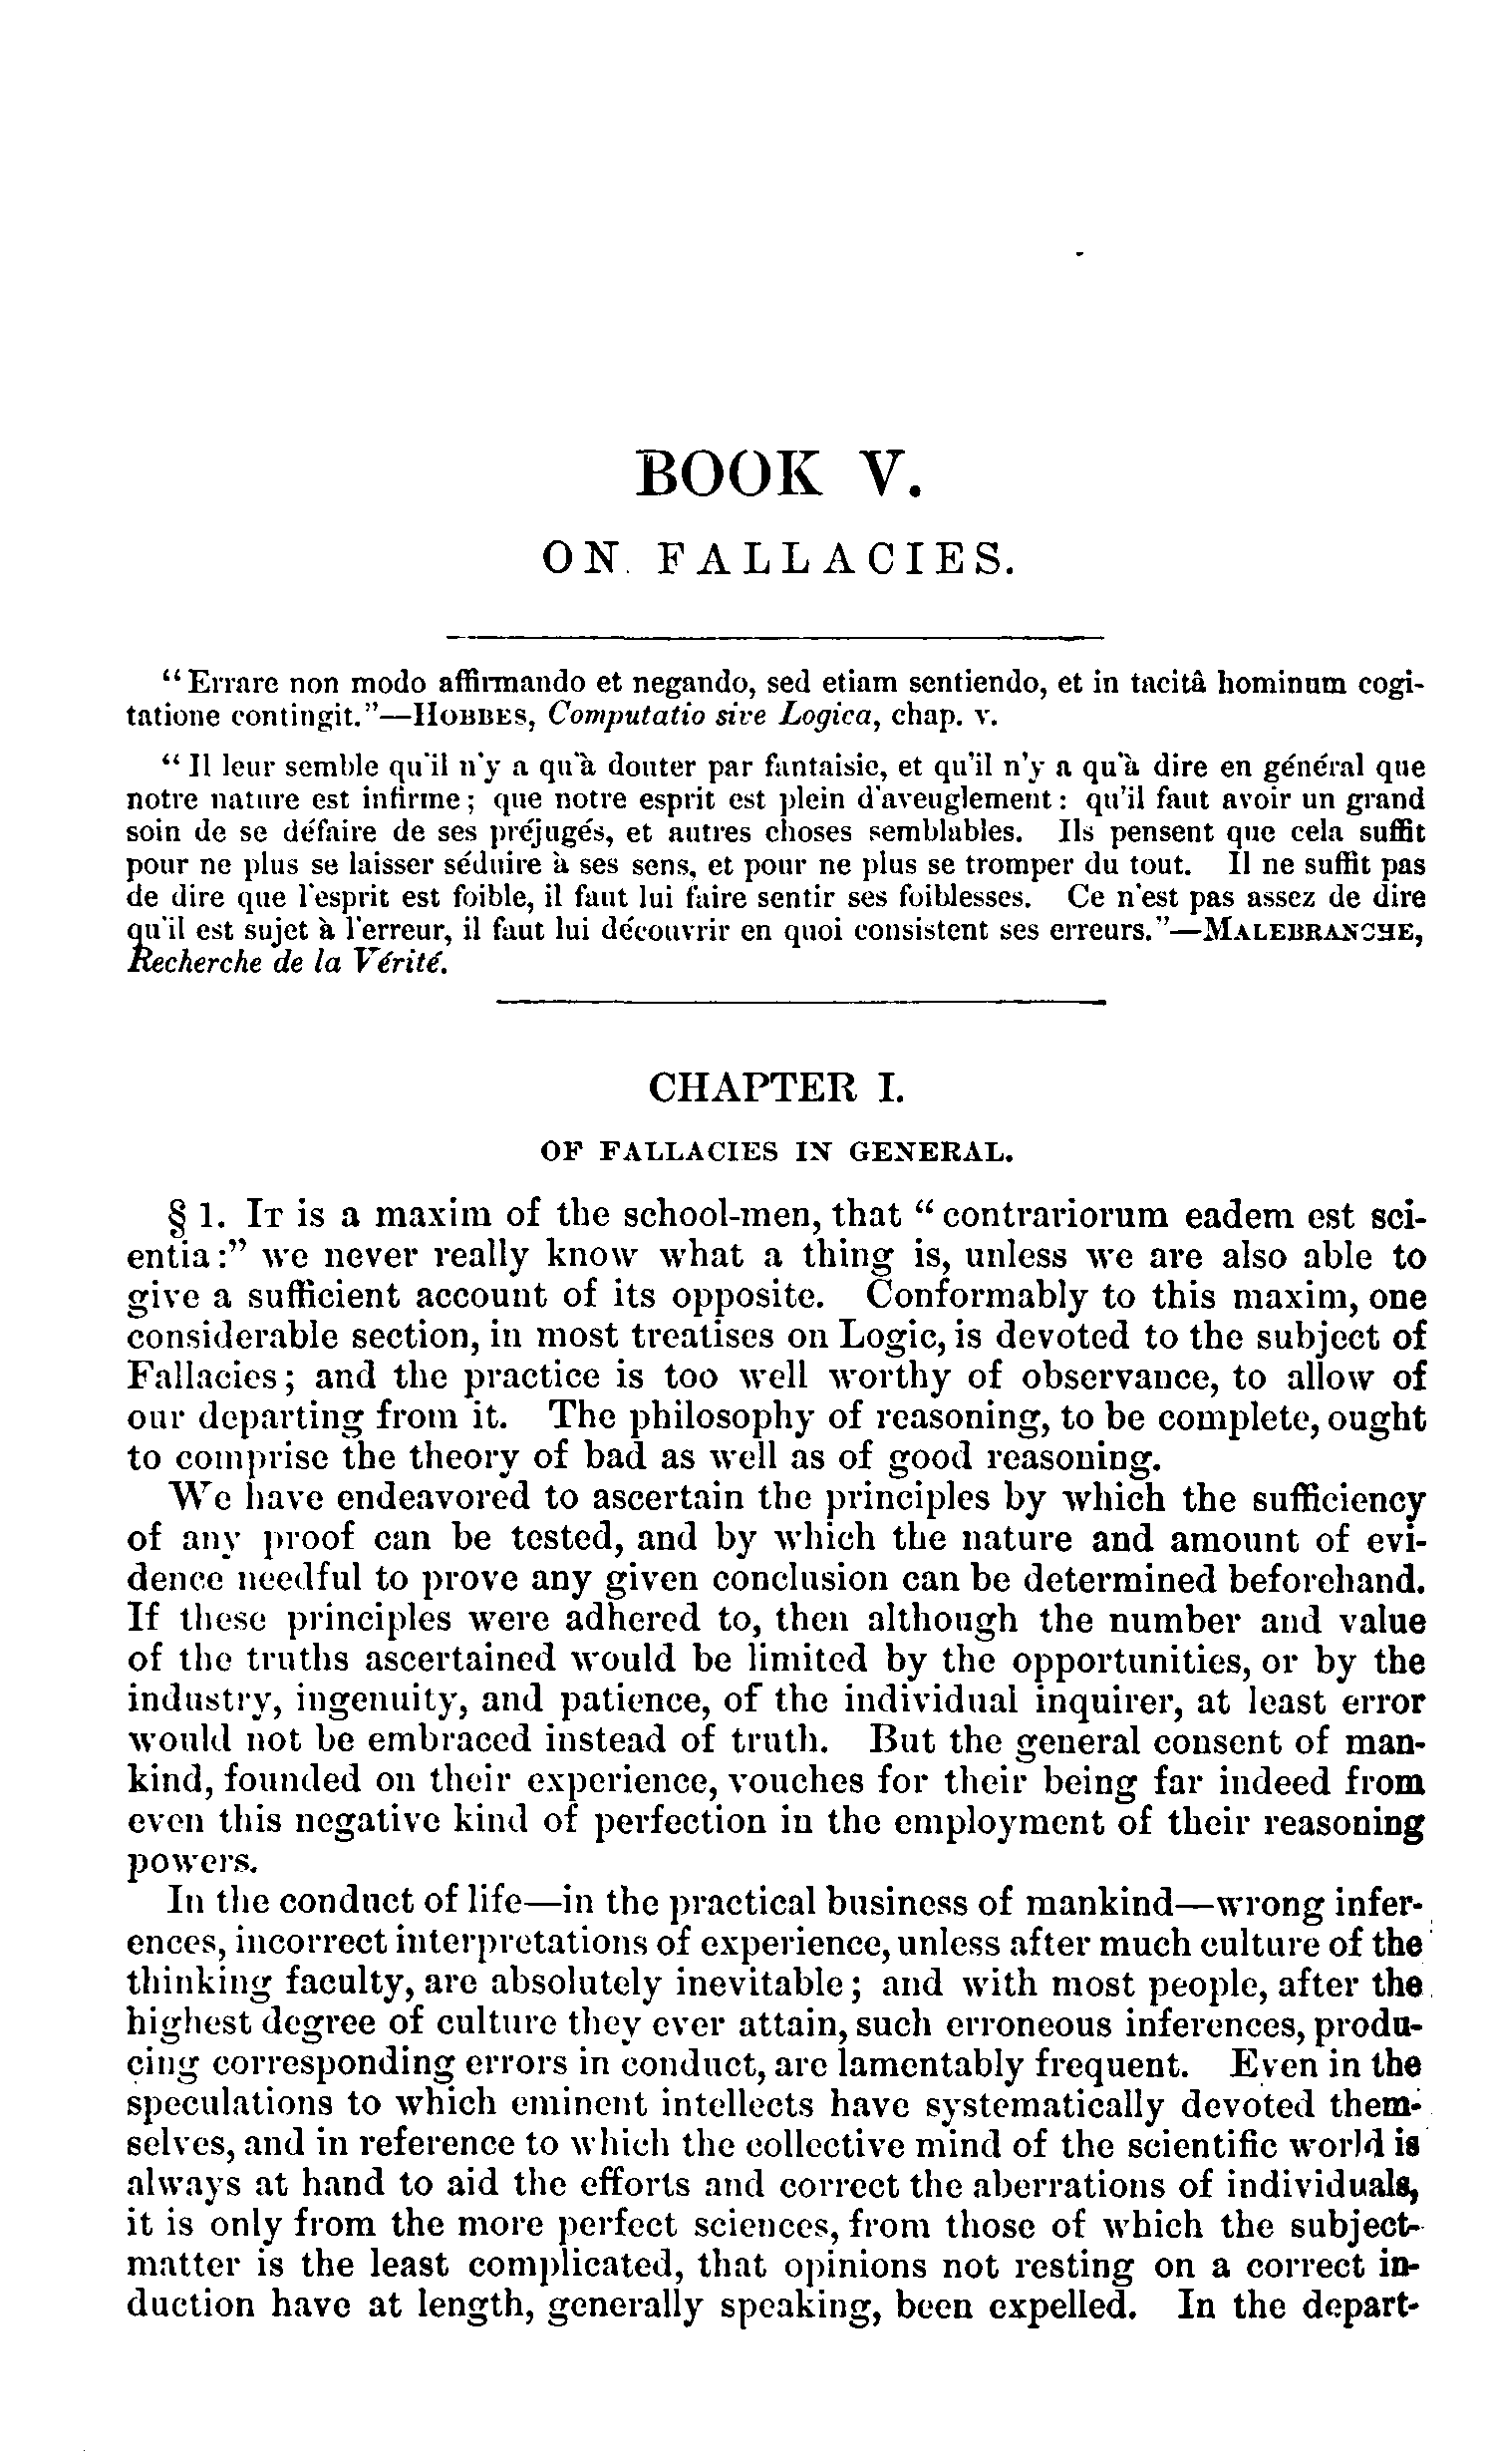 BOOK V.
ON FALLACIES.
“Errare non modo affirmando et negando, sed etiam sentiendo, et in tacitâ hominum cogi-
tatione contingit.”—HOBBES, Computatio sive Logica, chap. v.
“Il leur semble qu'il n'y a qu'à douter par fantaisie, et qu'il n'y a qu'à dire en général que
notre nature est infirme; que notre esprit est plein d'aveuglement: qu'il faut avoir un grand
soin de se défaire de ses préjugés, et autres choses semblables. Ils pensent que cela suffit
pour ne plus se laisser séduire à ses sens, et pour ne plus se tromper du tout. Il ne suffit pas
de dire que l'esprit est foible, il faut lui faire sentir ses foiblesses. Ce n'est pas assez de dire
qu'il est sujet à l'erreur, il faut lui découvrir en quoi consistent ses erreurs.”—MALEBRANCHE,
Recherche de la Vérité.
CHAPTER I.
OF FALLACIES IN GENERAL.
§ 1. IT is a maxim of the school-men, that “contrariorum eadem est sci-
entia:” we never really know what a thing is, unless we are also able to
give a sufficient account of its opposite. Conformably to this maxim, one
considerable section, in most treatises on Logic, is devoted to the subject of
Fallacies; and the practice is too well worthy of observance, to allow of
our departing from it. The philosophy of reasoning, to be complete, ought
to comprise the theory of bad as well as of good reasoning.
We have endeavored to ascertain the principles by which the sufficiency
of any proof can be tested, and by which the nature and amount of evi-
dence needful to prove any given conclusion can be determined beforehand.
If these principles were adhered to, then although the number and value
of the truths ascertained would be limited by the opportunities, or by the
industry, ingenuity, and patience, of the individual inquirer, at least error
would not be embraced instead of truth. But the general consent of man-
kind, founded on their experience, vouches for their being far indeed from
even this negative kind of perfection in the employment of their reasoning
powers.
In the conduct of life—in the practical business of mankind—wrong infer-
ences, incorrect interpretations of experience, unless after much culture of the
thinking faculty, are absolutely inevitable; and with most people, after the
highest degree of culture they ever attain, such erroneous inferences, produ-
cing corresponding errors in conduct, are lamentably frequent. Even in the
speculations to which eminent intellects have systematically devoted them-
selves, and in reference to which the collective mind of the scientific world is
always at hand to aid the efforts and correct the aberrations of individuals,
it is only from the more perfect sciences, from those of which the subject-
matter is the least complicated, that opinions not resting on a correct in-
duction have at length, generally speaking, been expelled. In the depart-